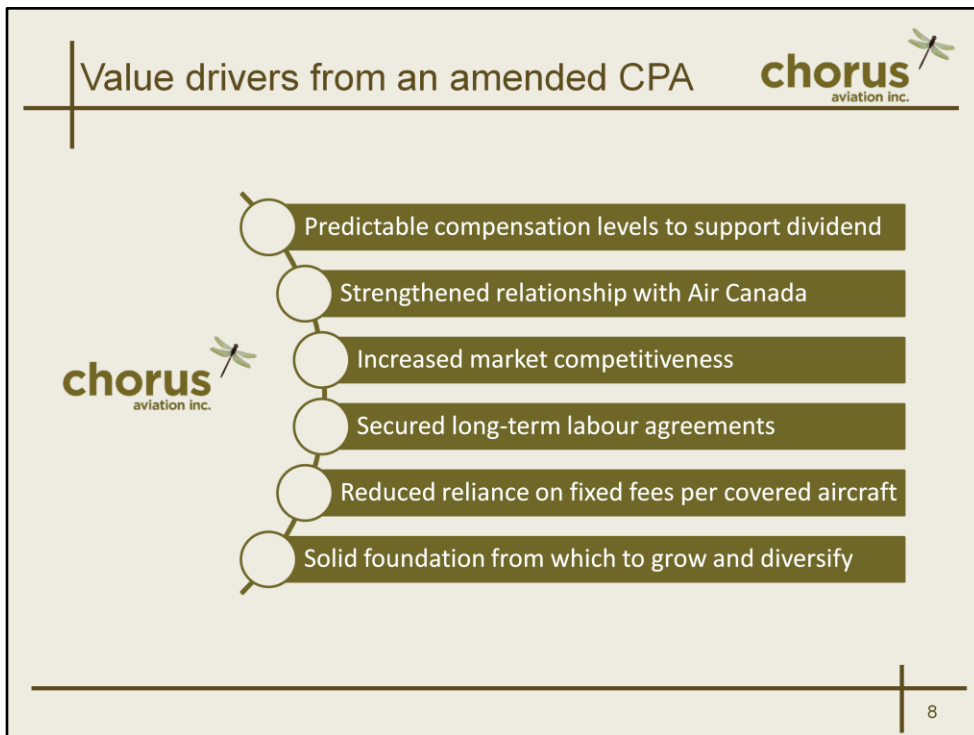 Value drivers from an amended CPA
chorus
aviation inc.
Predictable compensation levels to support dividend
Strengthened relationship with Air Canada
Increased market competitiveness
chorus
aviation inc.
Secured long-term labour agreements
Reduced reliance on fixed fees per covered aircraft
Solid foundation from which to grow and diversify
8